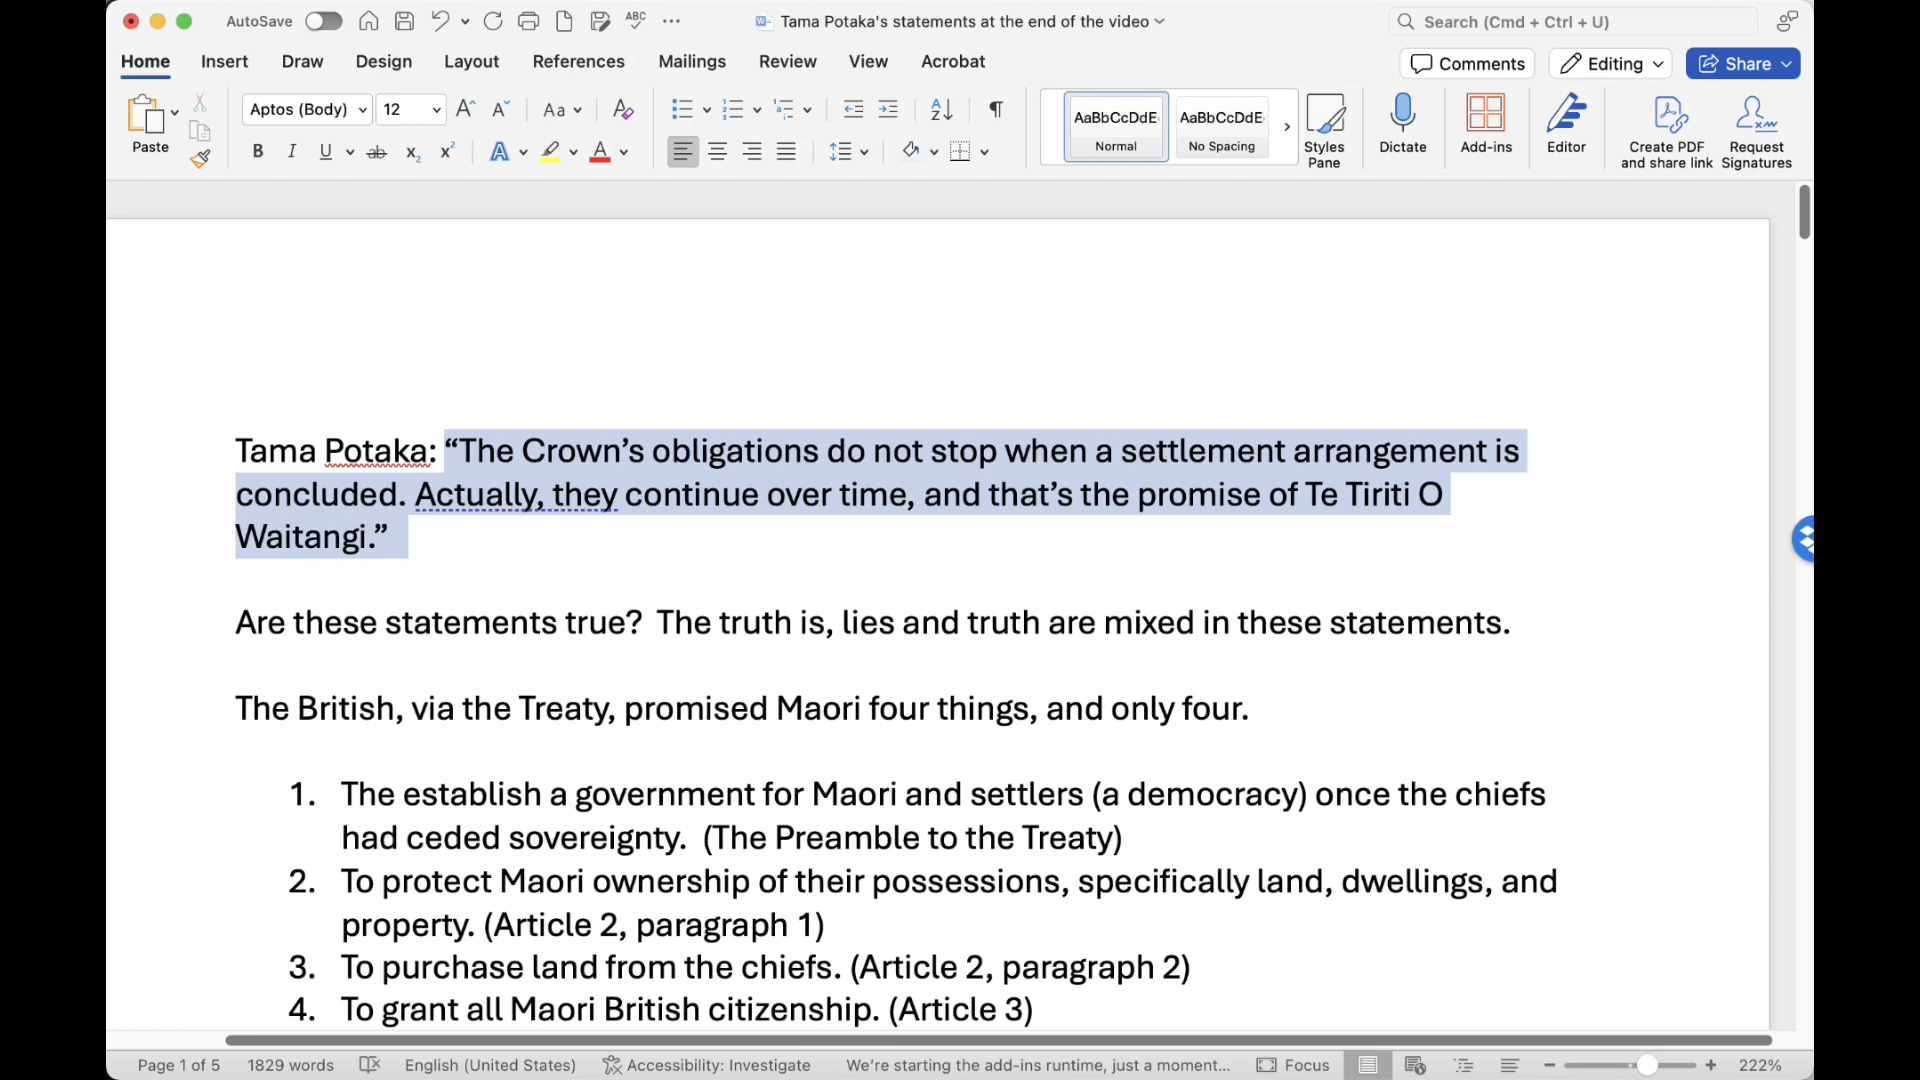 AutoSave
ABC
Tama Potaka's statements at the end of the video
Search (Cmd + Ctrl + U)
Home Insert Draw Design Layout References Mailings Review View Acrobat
Comments Editing Share
Paste
Aptos (Body) 12 Aa
AaBbCcDdE AaBbCcDdE
Normal No Spacing
Styles Pane
Dictate
Add-ins
Editor
Create PDF and share link
Request Signatures
Tama Potaka: “The Crown’s obligations do not stop when a settlement arrangement is
concluded. Actually, they continue over time, and that’s the promise of Te Tiriti O
Waitangi.”
Are these statements true?  The truth is, lies and truth are mixed in these statements.
The British, via the Treaty, promised Maori four things, and only four.
1. The establish a government for Maori and settlers (a democracy) once the chiefs
had ceded sovereignty.  (The Preamble to the Treaty)
2. To protect Maori ownership of their possessions, specifically land, dwellings, and
property. (Article 2, paragraph 1)
3. To purchase land from the chiefs. (Article 2, paragraph 2)
4. To grant all Maori British citizenship. (Article 3)
Page 1 of 5 1829 words English (United States) Accessibility: Investigate We’re starting the add-ins runtime, just a moment... Focus 222%